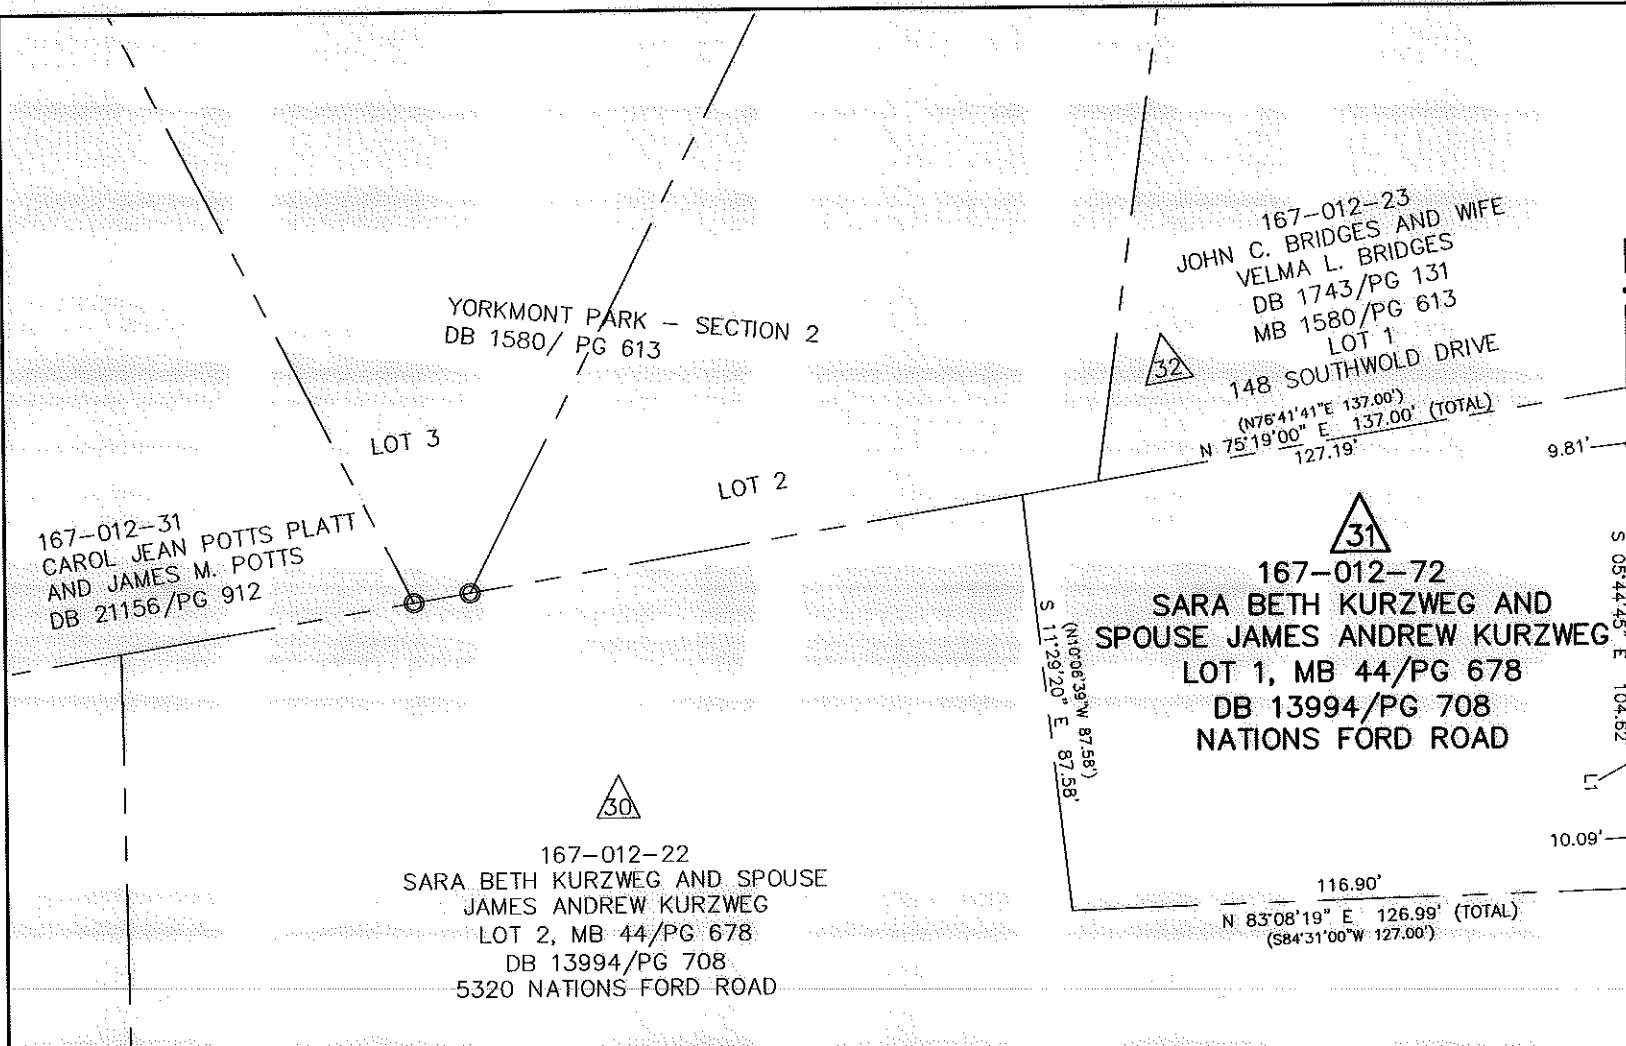 167-012-23
JOHN C. BRIDGES AND WIFE
VELMA L. BRIDGES
DB 1743/PG 131
MB 1580/PG 613
LOT 1
148 SOUTHWOLD DRIVE
32
(N76°41'41"E 137.00')
N 75°19'00" E 137.00' (TOTAL)
127.19'
9.81'
YORKMONT PARK - SECTION 2
DB 1580/ PG 613
LOT 3
LOT 2
167-012-31
CAROL JEAN POTTS PLATT
AND JAMES M. POTTS
DB 21156/PG 912
31
167-012-72
SARA BETH KURZWEG AND
SPOUSE JAMES ANDREW KURZWEG
LOT 1, MB 44/PG 678
DB 13994/PG 708
NATIONS FORD ROAD
S 05°44'45" E 104.62'
L1
(N10°06'39"W 87.58')
S 11°29'20" E 87.58'
10.09'
116.90'
N 83°08'19" E 126.99' (TOTAL)
(S84°31'00"W 127.00')
30
167-012-22
SARA BETH KURZWEG AND SPOUSE
JAMES ANDREW KURZWEG
LOT 2, MB 44/PG 678
DB 13994/PG 708
5320 NATIONS FORD ROAD